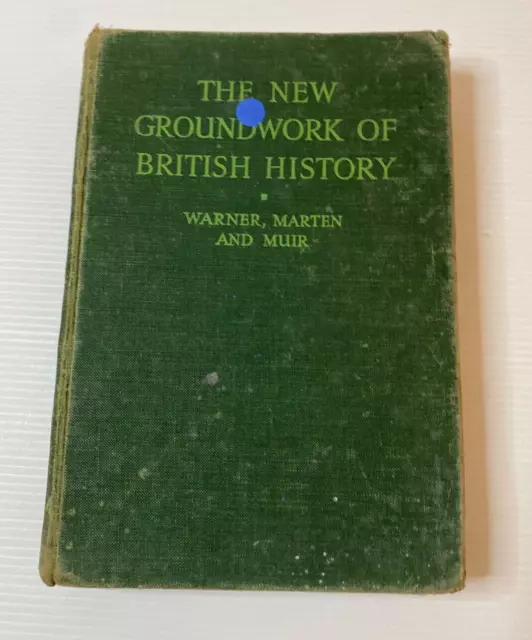 THE NEW
GROUNDWORK OF
BRITISH HISTORY
WARNER, MARTEN
AND MUIR